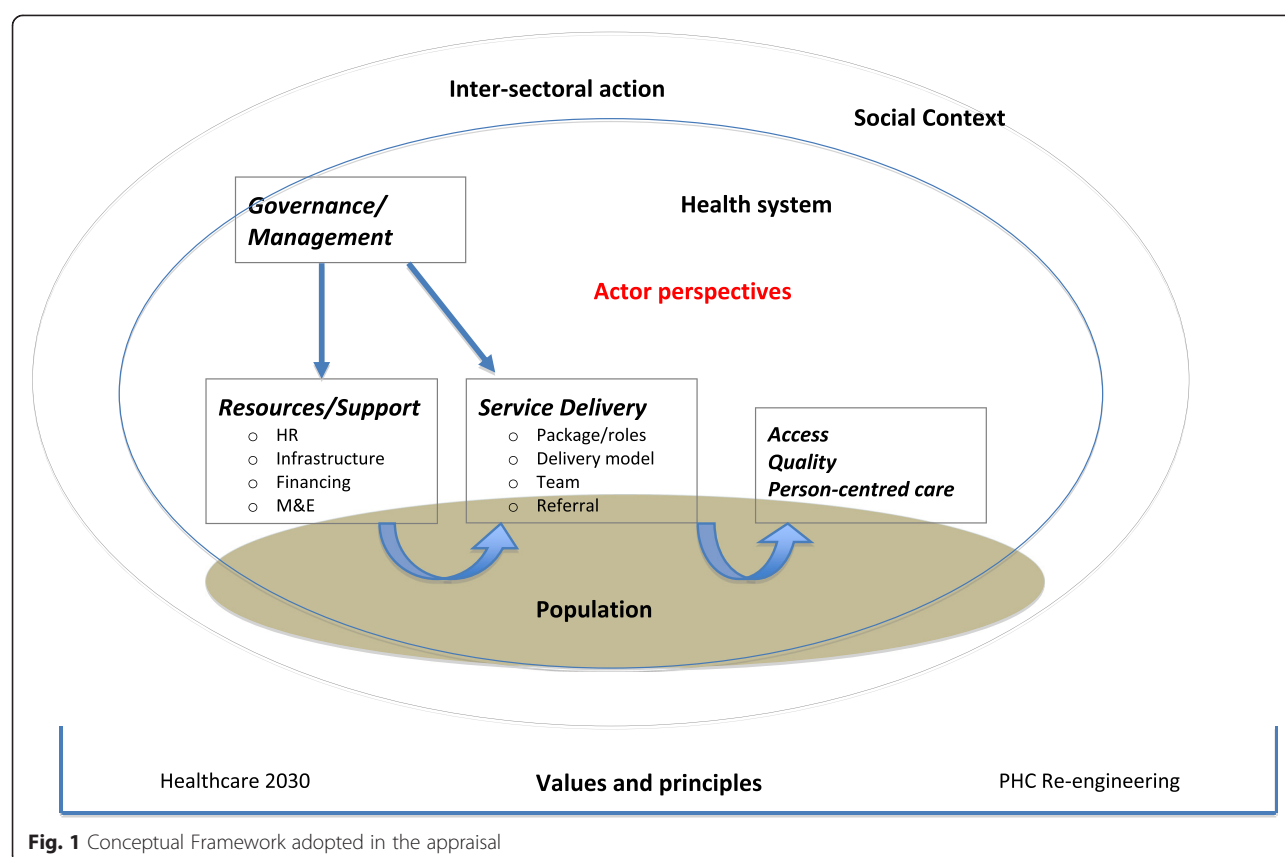 Inter-sectoral action
Social Context
Governance/
Management
Health system
Actor perspectives
Resources/Support
o HR
o Infrastructure
o Financing
o M&E
Service Delivery
o Package/roles
o Delivery model
o Team
o Referral
Access
Quality
Person-centred care
Population
Healthcare 2030
Values and principles
PHC Re-engineering
Fig. 1 Conceptual Framework adopted in the appraisal